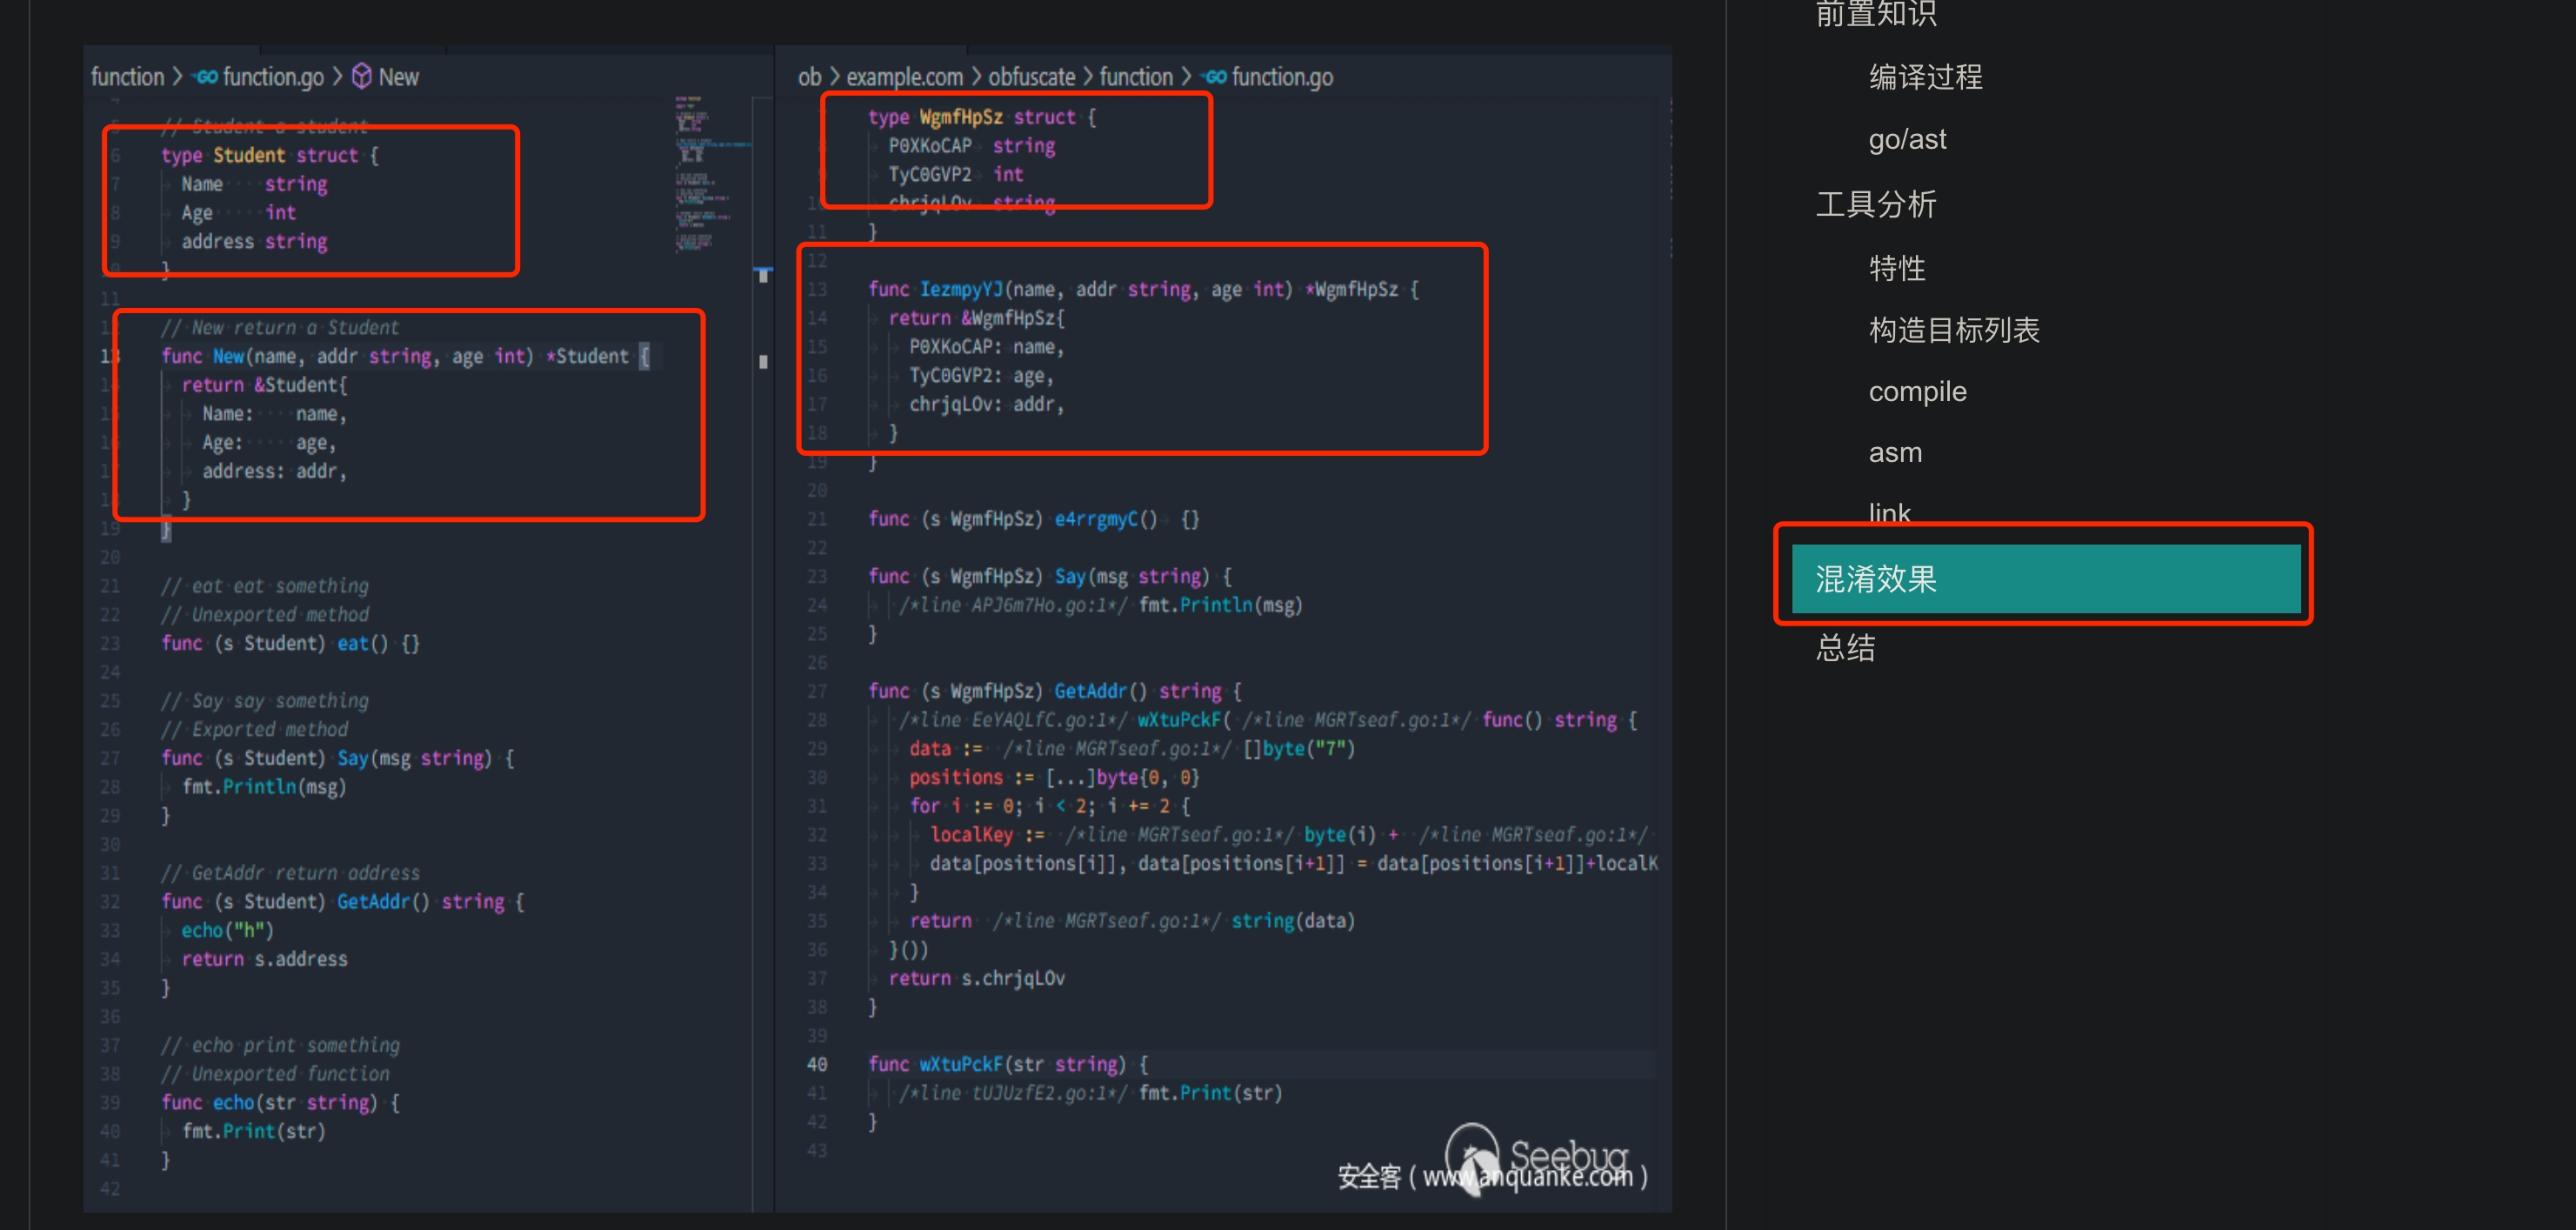 function > GO function.go > New
4
5 // Student a student
6 type Student struct {
7 Name string
8 Age int
9 address string
10 }
11
12 // New return a Student
13 func New(name, addr string, age int) *Student {
14 return &Student{
15 Name: name,
16 Age: age,
17 address: addr,
18 }
19 }
20
21 // eat eat something
22 // Unexported method
23 func (s Student) eat() {}
24
25 // Say say something
26 // Exported method
27 func (s Student) Say(msg string) {
28 fmt.Println(msg)
29 }
30
31 // GetAddr return address
32 func (s Student) GetAddr() string {
33 echo("h")
34 return s.address
35 }
36
37 // echo print something
38 // Unexported function
39 func echo(str string) {
40 fmt.Print(str)
41 }
42
ob > example.com > obfuscate > function > GO function.go
type WgmfHpSz struct {
P0XKoCAP string
9 TyC0GVP2 int
10 chrjqLOv string
11 }
12
13 func IezmpyYJ(name, addr string, age int) *WgmfHpSz {
14 return &WgmfHpSz{
15 P0XKoCAP: name,
16 TyC0GVP2: age,
17 chrjqLOv: addr,
18 }
19 }
20
21 func (s WgmfHpSz) e4rrgmyC() {}
22
23 func (s WgmfHpSz) Say(msg string) {
24 /*line APJ6m7Ho.go:1*/ fmt.Println(msg)
25 }
26
27 func (s WgmfHpSz) GetAddr() string {
28 /*line EeYAQLfC.go:1*/ wXtuPckF( /*line MGRTseaf.go:1*/ func() string {
29 data := /*line MGRTseaf.go:1*/ []byte("7")
30 positions := [...]byte{0, 0}
31 for i := 0; i < 2; i += 2 {
32 localKey := /*line MGRTseaf.go:1*/ byte(i) + /*line MGRTseaf.go:1*/
33 data[positions[i]], data[positions[i+1]] = data[positions[i+1]]+localK
34 }
35 return /*line MGRTseaf.go:1*/ string(data)
36 }())
37 return s.chrjqLOv
38 }
39
40 func wXtuPckF(str string) {
41 /*line tUJUzfE2.go:1*/ fmt.Print(str)
42 }
43
Seebug
安全客（www.anquanke.com）
前置知识
编译过程
go/ast
工具分析
特性
构造目标列表
compile
asm
link
混淆效果
总结